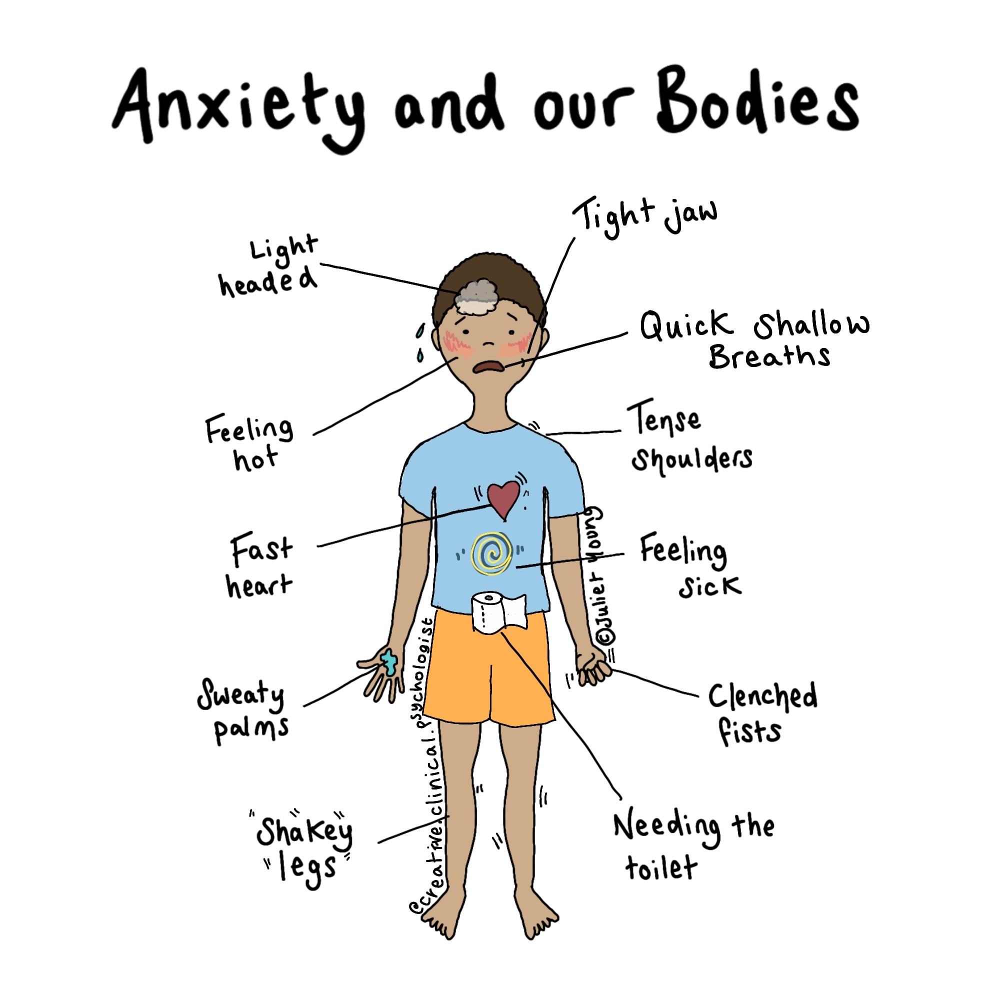 Anxiety and our Bodies
Tight jaw
Light
headed
Quick Shallow
Breaths
Feeling
hot
Tense
Shoulders
Fast
heart
Feeling
Sick
©Juliet Young
Sweaty
palms
Clenched
fists
Shakey
legs
Needing the
toilet
©creative.clinical.psychologist